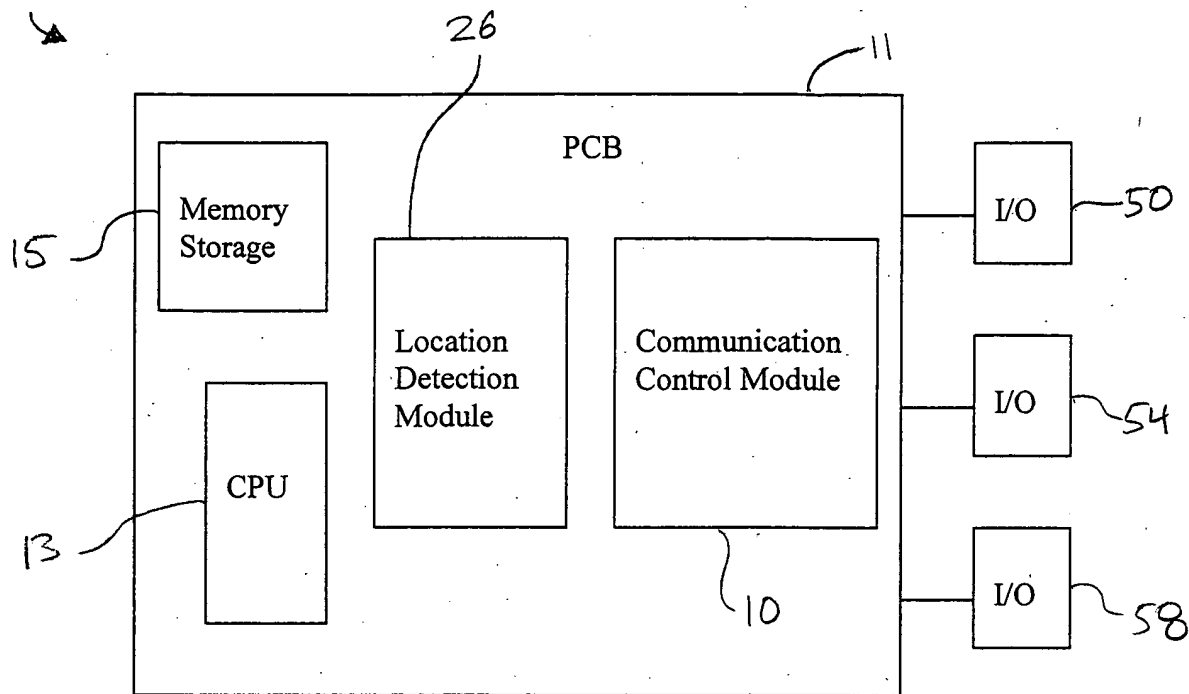 26
11
PCB
Memory
Storage
I/O
50
15
Location
Detection
Module
Communication
Control Module
I/O
54
CPU
13
10
I/O
58